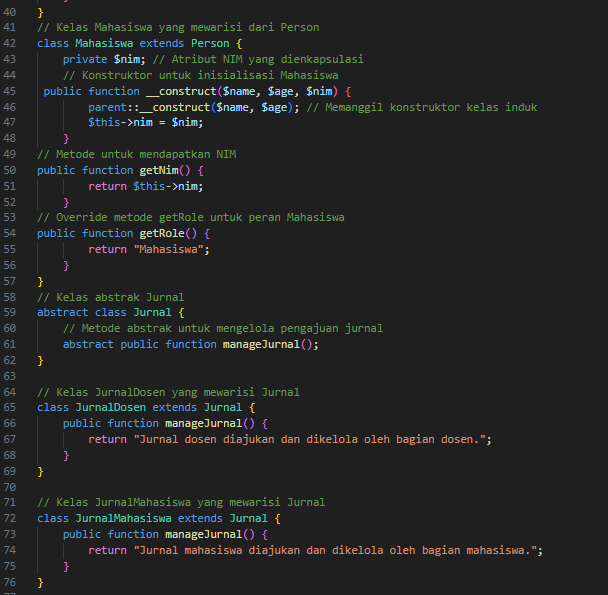 40 }
41 // Kelas Mahasiswa yang mewarisi dari Person
42 class Mahasiswa extends Person {
43     private $nim; // Atribut NIM yang dienkapsulasi
44     // Konstruktor untuk inisialisasi Mahasiswa
45  public function __construct($name, $age, $nim) {
46         parent::__construct($name, $age); // Memanggil konstruktor kelas induk
47         $this->nim = $nim;
48     }
49 // Metode untuk mendapatkan NIM
50 public function getNim() {
51         return $this->nim;
52     }
53 // Override metode getRole untuk peran Mahasiswa
54 public function getRole() {
55         return "Mahasiswa";
56     }
57 }
58 // Kelas abstrak Jurnal
59 abstract class Jurnal {
60     // Metode abstrak untuk mengelola pengajuan jurnal
61     abstract public function manageJurnal();
62 }
63
64 // Kelas JurnalDosen yang mewarisi Jurnal
65 class JurnalDosen extends Jurnal {
66     public function manageJurnal() {
67         return "Jurnal dosen diajukan dan dikelola oleh bagian dosen.";
68     }
69 }
70
71 // Kelas JurnalMahasiswa yang mewarisi Jurnal
72 class JurnalMahasiswa extends Jurnal {
73     public function manageJurnal() {
74         return "Jurnal mahasiswa diajukan dan dikelola oleh bagian mahasiswa.";
75     }
76 }